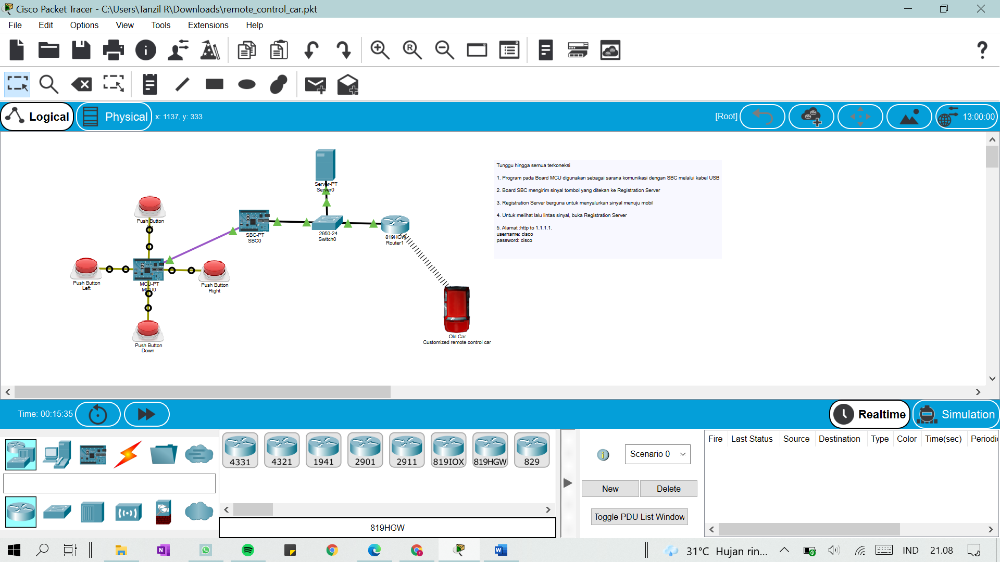 Cisco Packet Tracer - C:\Users\Tanzil R\Downloads\remote_control_car.pkt
File Edit Options View Tools Extensions Help
Logical Physical x: 1137, y: 333 [Root] 13:00:00
Server-PT
Server0
Push Button
SBC-PT
SBC0
2950-24
Switch0
819HGW
Router1
Push Button
Left
MCU-PT
MCU0
Push Button
Right
Push Button
Down
Old Car
Customized remote control car
Tunggu hingga semua terkoneksi
1. Program pada Board MCU digunakan sebagai sarana komunikasi dengan SBC melalui kabel USB
2. Board SBC mengirim sinyal tombol yang ditekan ke Registration Server
3. Registration Server berguna untuk menyalurkan sinyal menuju mobil
4. Untuk melihat lalu lintas sinyal, buka Registration Server
5. Alamat :http to 1.1.1.1.
username: cisco
password: cisco
Time: 00:15:35 Realtime Simulation
4331 4321 1941 2901 2911 819IOX 819HGW 829
819HGW
Scenario 0
New Delete
Toggle PDU List Window
Fire Last Status Source Destination Type Color Time(sec) Periodi
31°C Hujan rin... IND 21.08